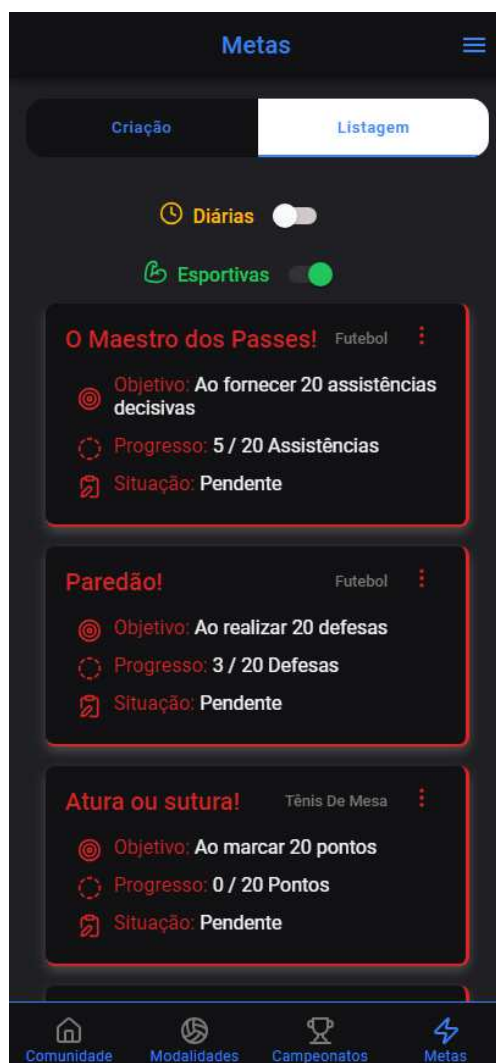 Metas
Criação
Listagem
Diárias
Esportivas
O Maestro dos Passes! Futebol
Objetivo: Ao fornecer 20 assistências
decisivas
Progresso: 5 / 20 Assistências
Situação: Pendente
Paredão! Futebol
Objetivo: Ao realizar 20 defesas
Progresso: 3 / 20 Defesas
Situação: Pendente
Atura ou sutura! Tênis De Mesa
Objetivo: Ao marcar 20 pontos
Progresso: 0 / 20 Pontos
Situação: Pendente
Comunidade Modalidades Campeonatos Metas